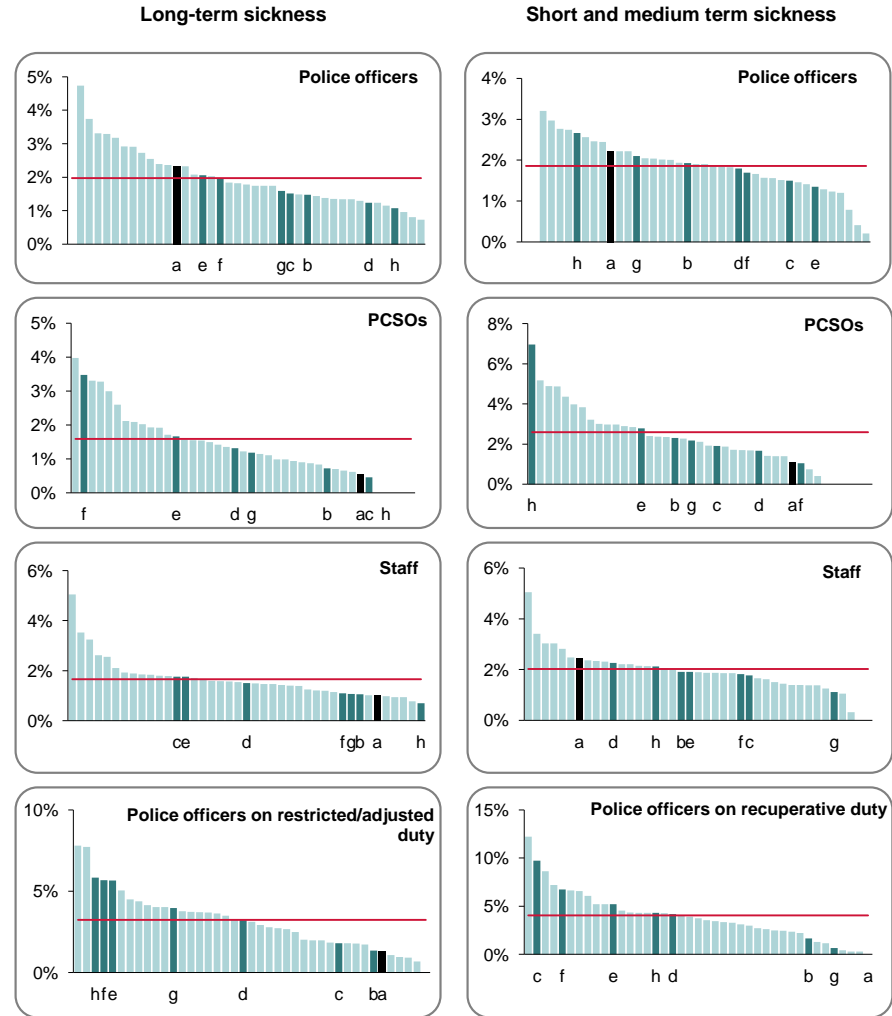 Long-term sickness
Short and medium term sickness
Police officers
5%
4%
3%
2%
1%
0%
a e f gc b d h
Police officers
4%
3%
2%
1%
0%
h a g b df c e
PCSOs
5%
4%
3%
2%
1%
0%
f e d g b ac h
PCSOs
8%
6%
4%
2%
0%
h e b g c d af
Staff
6%
4%
2%
0%
ce d fgb a h
Staff
6%
4%
2%
0%
a d h be fc g
Police officers on restricted/adjusted
duty
10%
5%
0%
hfe g d c ba
Police officers on recuperative duty
15%
10%
5%
0%
c f e h d b g a